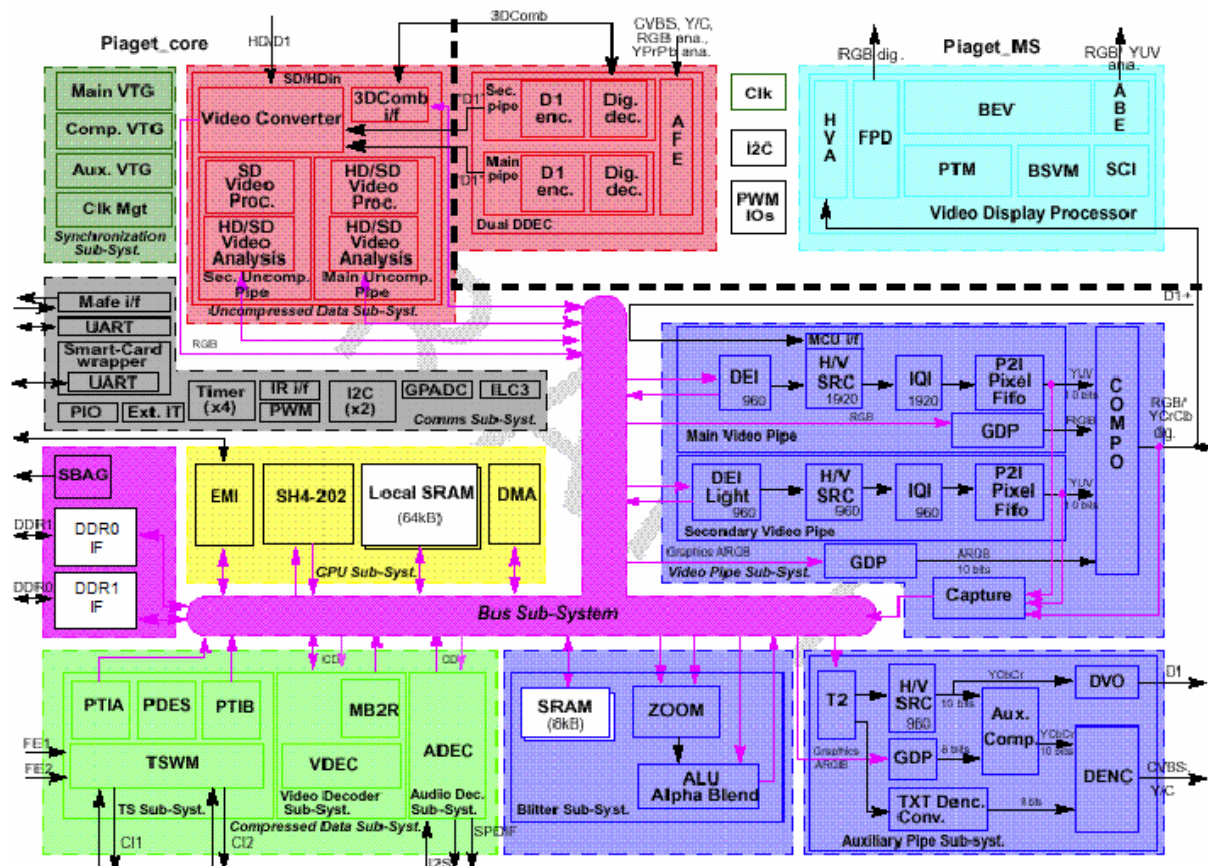 3DComb
CVBS, Y/C,
RGB ana.,
YPrPb ana.
Piaget_core
HD/D1
Piaget_MS
RGB dig.
RGB/ YUV
ana.
Main VTG
Comp. VTG
Aux. VTG
Clk Mgt
Synchronization
Sub-Syst.
SD/HDin
Video Converter
3DComb
i/f
SD
Video
Proc.
HD/SD
Video
Analysis
Sec. Uncomp.
Pipe
HD/SD
Video
Proc.
HD/SD
Video
Analysis
Main Uncomp.
Pipe
Uncompressed Data Sub-Syst.
D1
D1
Sec.
pipe
D1
enc.
Dig.
dec.
Main
pipe
D1
enc.
Dig.
dec.
AFE
Dual DDEC
Clk
I2C
PWM
IOs
HVA
FPD
BEV
ABE
PTM
BSVM
SCI
Video Display Processor
Mafe i/f
UART
Smart-Card
wrapper
UART
PIO
Ext. IT
Timer
(x4)
IR i/f
PWM
I2C
(x2)
GPADC
ILC3
Comms Sub-Syst.
RGB
D1
MCU i/f
DEI
960
H/V
SRC
1920
IQI
1920
P2I
Pixel
Fifo
YUV
10 bits
RGB
GDP
RGB
Main Video Pipe
DEI
Light
960
H/V
SRC
960
IQI
960
P2I
Pixel
Fifo
YUV
10 bits
Secondary Video Pipe
Graphics ARGB
GDP
ARGB
10 bits
Video Pipe Sub-Syst.
COMPO
RGB/
YCrCb
dig.
Capture
SBAG
DDR1
DDR0
IF
DDR0
DDR1
IF
EMI
SH4-202
Local SRAM
(64kB)
DMA
CPU Sub-Syst.
Bus Sub-System
PTIA
PDES
PTIB
TSWM
FE1
FE2
TS Sub-Syst.
CD
MB2R
VDEC
Video Decoder
Sub-Syst.
CD
ADEC
Audio Dec.
Sub-Syst.
Compressed Data Sub-Syst.
CI1
CI2
I2S
SPDIF
SRAM
(8kB)
ZOOM
ALU
Alpha Blend
Blitter Sub-Syst.
T2
H/V
SRC
960
YCbCr
10 bits
DVO
D1
Graphics
ARGB
GDP
8 bits
Aux.
Comp.
YCbCr
10 bits
TXT Denc.
Conv.
8 bits
DENC
CVBS,
Y/C
Auxiliary Pipe Sub-syst.